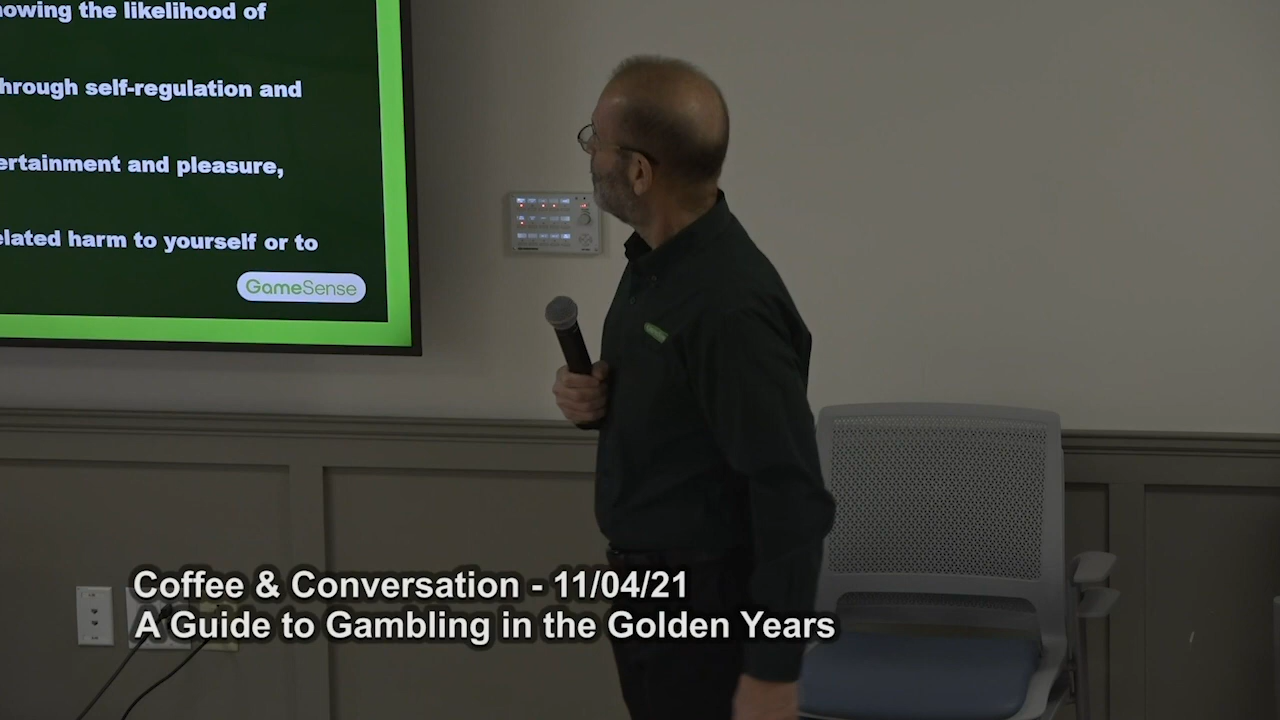 owing the likelihood of
hrough self-regulation and
ertainment and pleasure,
elated harm to yourself or to
GameSense
Coffee & Conversation - 11/04/21
A Guide to Gambling in the Golden Years